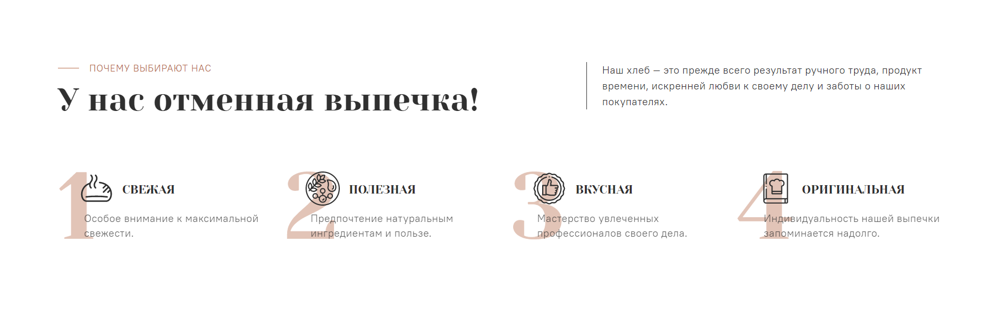 ПОЧЕМУ ВЫБИРАЮТ НАС
У нас отменная выпечка!
Наш хлеб — это прежде всего результат ручного труда, продукт
времени, искренней любви к своему делу и заботы о наших
покупателях.
1
СВЕЖАЯ
Особое внимание к максимальной
свежести.
2
ПОЛЕЗНАЯ
Предпочтение натуральным
ингредиентам и пользе.
3
ВКУСНАЯ
Мастерство увлеченных
профессионалов своего дела.
4
ОРИГИНАЛЬНАЯ
Индивидуальность нашей выпечки
запоминается надолго.